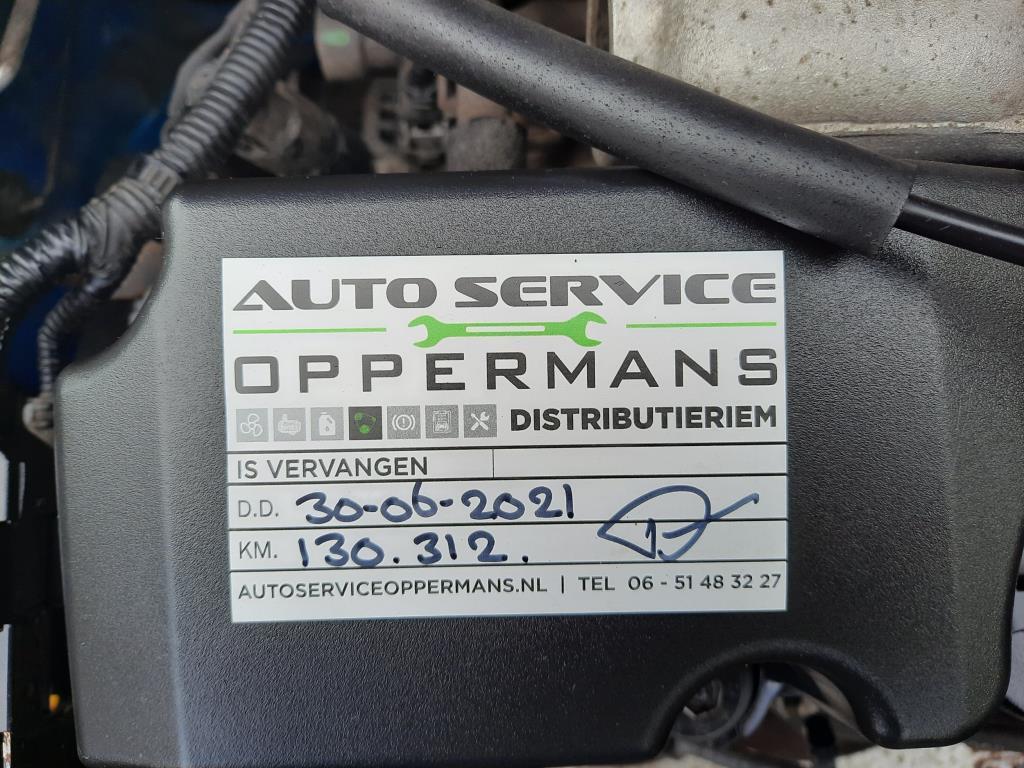 AUTO SERVICE
OPPERMANS
DISTRIBUTIERIEM
IS VERVANGEN
D.D. 30-06-2021
KM. 130.312.
AUTOSERVICEOPPERMANS.NL | TEL 06 - 51 48 32 27